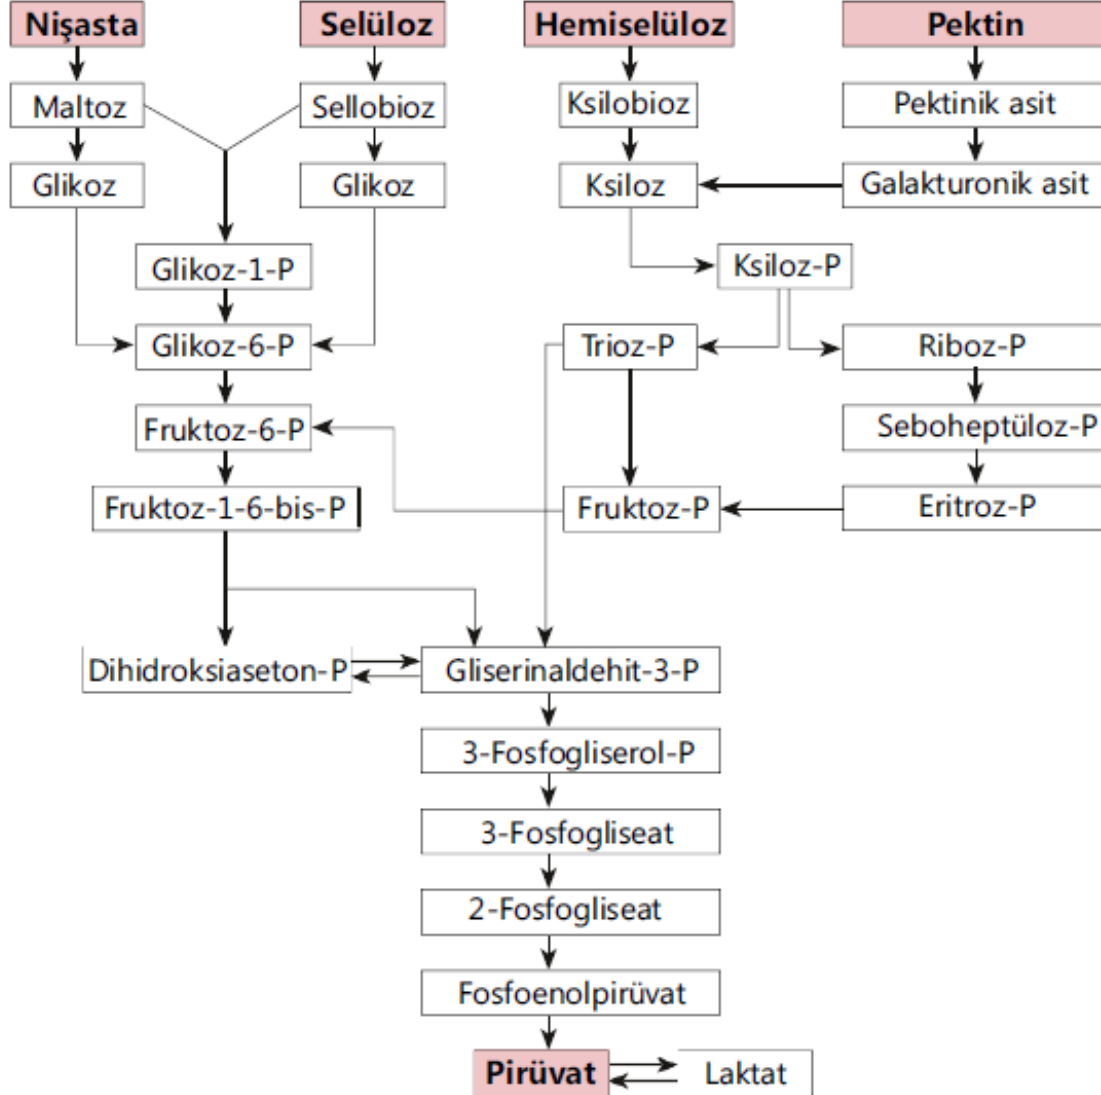 Nişasta
Selüloz
Hemiselüloz
Pektin
Maltoz
Sellobioz
Ksilobioz
Pektinik asit
Glikoz
Glikoz
Ksiloz
Galakturonik asit
Glikoz-1-P
Ksiloz-P
Glikoz-6-P
Trioz-P
Riboz-P
Fruktoz-6-P
Seboheptüloz-P
Fruktoz-1-6-bis-P
Fruktoz-P
Eritroz-P
Dihidroksiaseton-P
Gliserinaldehit-3-P
3-Fosfogliserol-P
3-Fosfogliseat
2-Fosfogliseat
Fosfoenolpirüvat
Pirüvat
Laktat